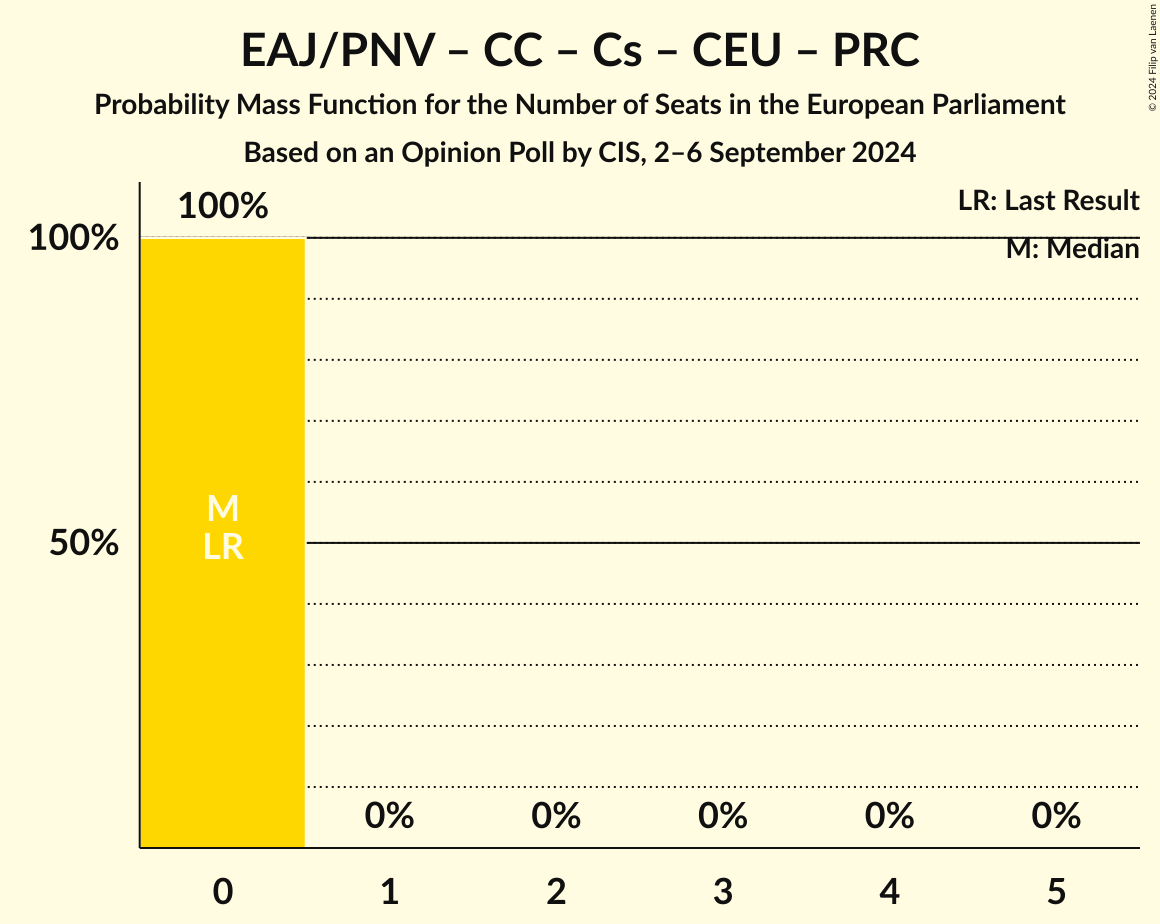 EAJ/PNV – CC – Cs – CEU – PRC
Probability Mass Function for the Number of Seats in the European Parliament
Based on an Opinion Poll by CIS, 2–6 September 2024
© 2024 Filip van Laenen
LR: Last Result
M: Median
100%
100%
50%
M
LR
0% 0% 0% 0% 0%
0 1 2 3 4 5